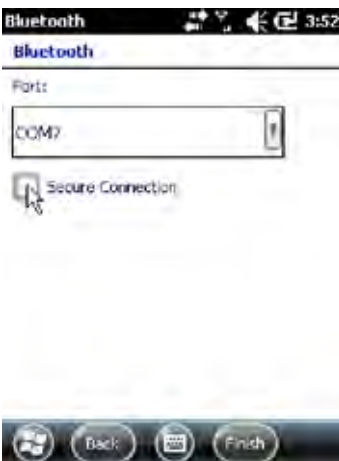 Bluetooth 3:52
Bluetooth
Port:
COM7
Secure Connection
Back Finish